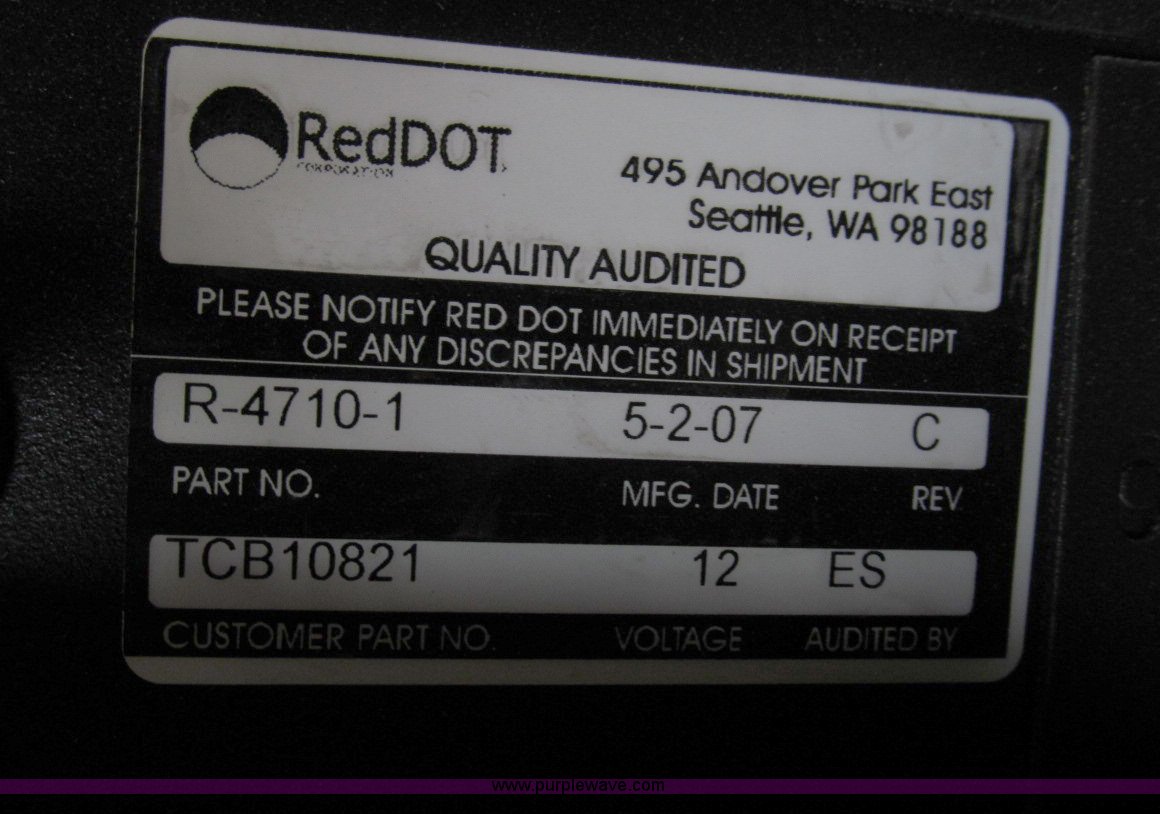 RedDOT
CORPORATION
495 Andover Park East
Seattle, WA 98188
QUALITY AUDITED
PLEASE NOTIFY RED DOT IMMEDIATELY ON RECEIPT
OF ANY DISCREPANCIES IN SHIPMENT
R-4710-1 5-2-07 C
PART NO. MFG. DATE REV
TCB10821 12 ES
CUSTOMER PART NO. VOLTAGE AUDITED BY
www.purplewave.com